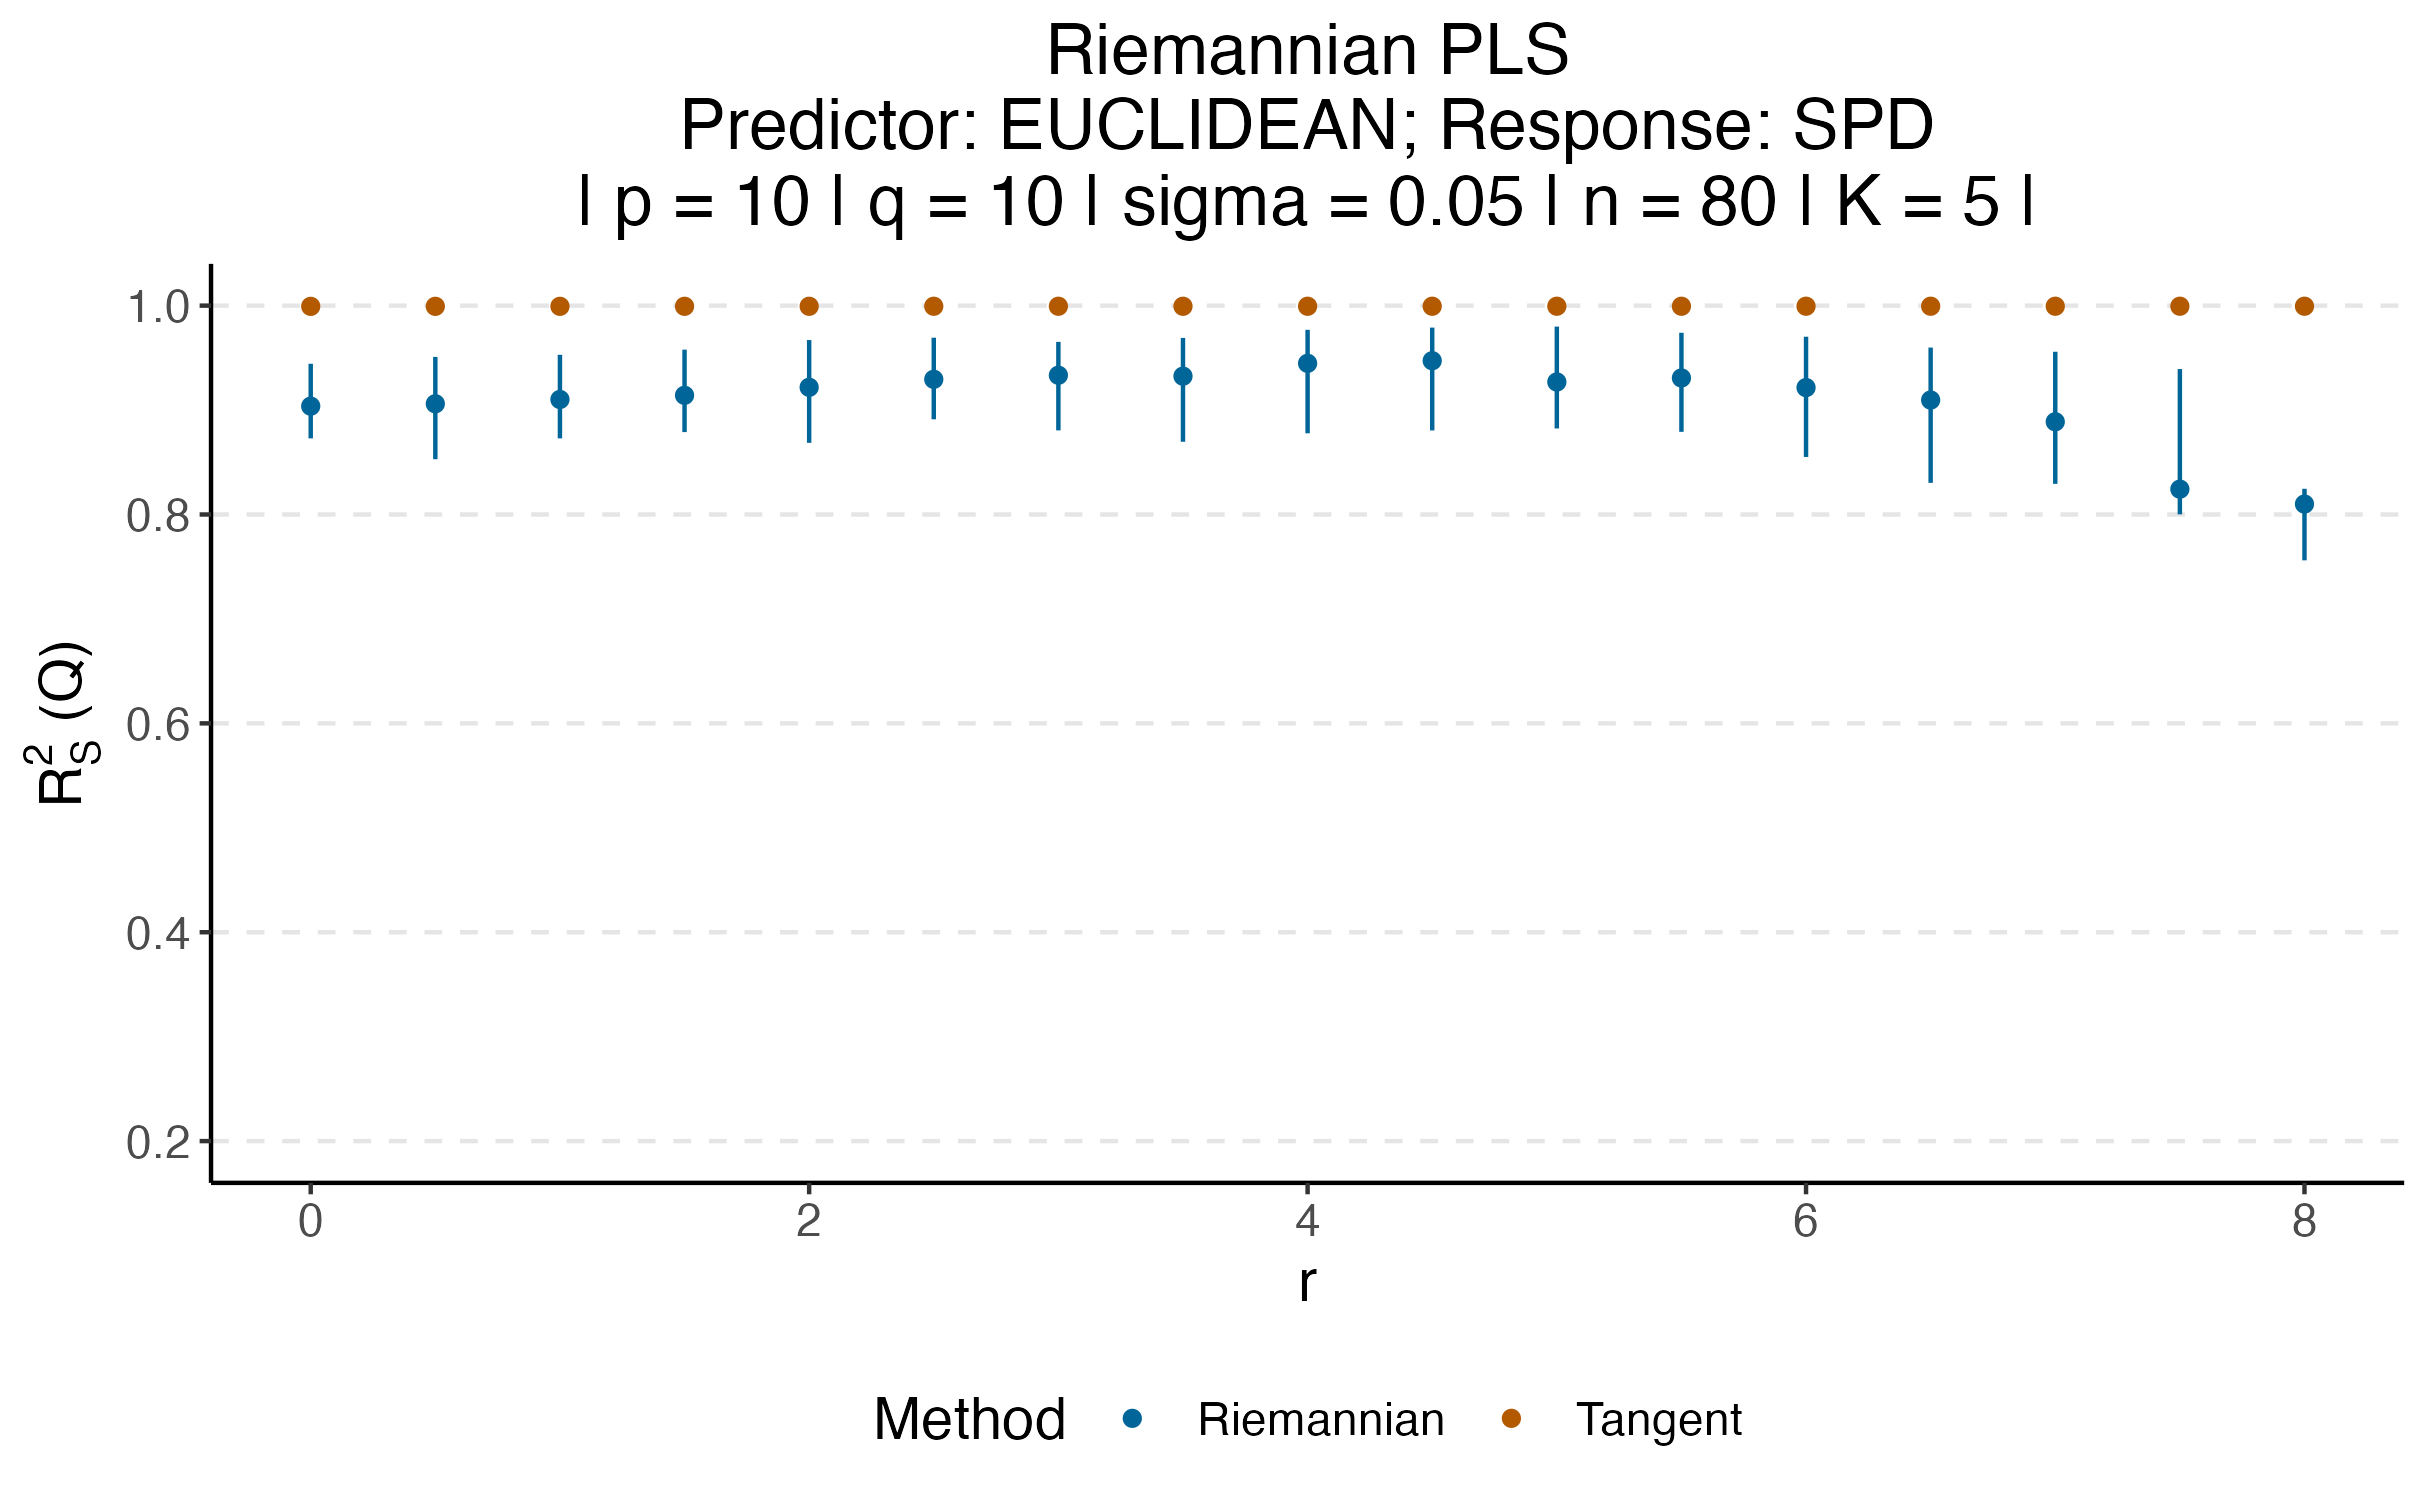 Riemannian PLS
Predictor: EUCLIDEAN; Response: SPD
| p = 10 | q = 10 | sigma = 0.05 | n = 80 | K = 5 |
R²S (Q)
1.0
0.8
0.6
0.4
0.2
0 2 4 6 8
r
Method Riemannian Tangent